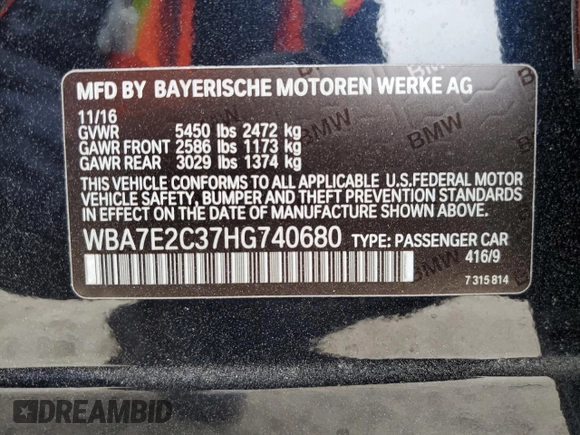 MFD BY BAYERISCHE MOTOREN WERKE AG
11/16
GVWR 5450 lbs 2472 kg
GAWR FRONT 2586 lbs 1173 kg
GAWR REAR 3029 lbs 1374 kg
THIS VEHICLE CONFORMS TO ALL APPLICABLE U.S.FEDERAL MOTOR
VEHICLE SAFETY, BUMPER AND THEFT PREVENTION STANDARDS
IN EFFECT ON THE DATE OF MANUFACTURE SHOWN ABOVE.
WBA7E2C37HG740680 TYPE: PASSENGER CAR
416/9
7 315 814
BMW
BMW
BMW
DREAMBID